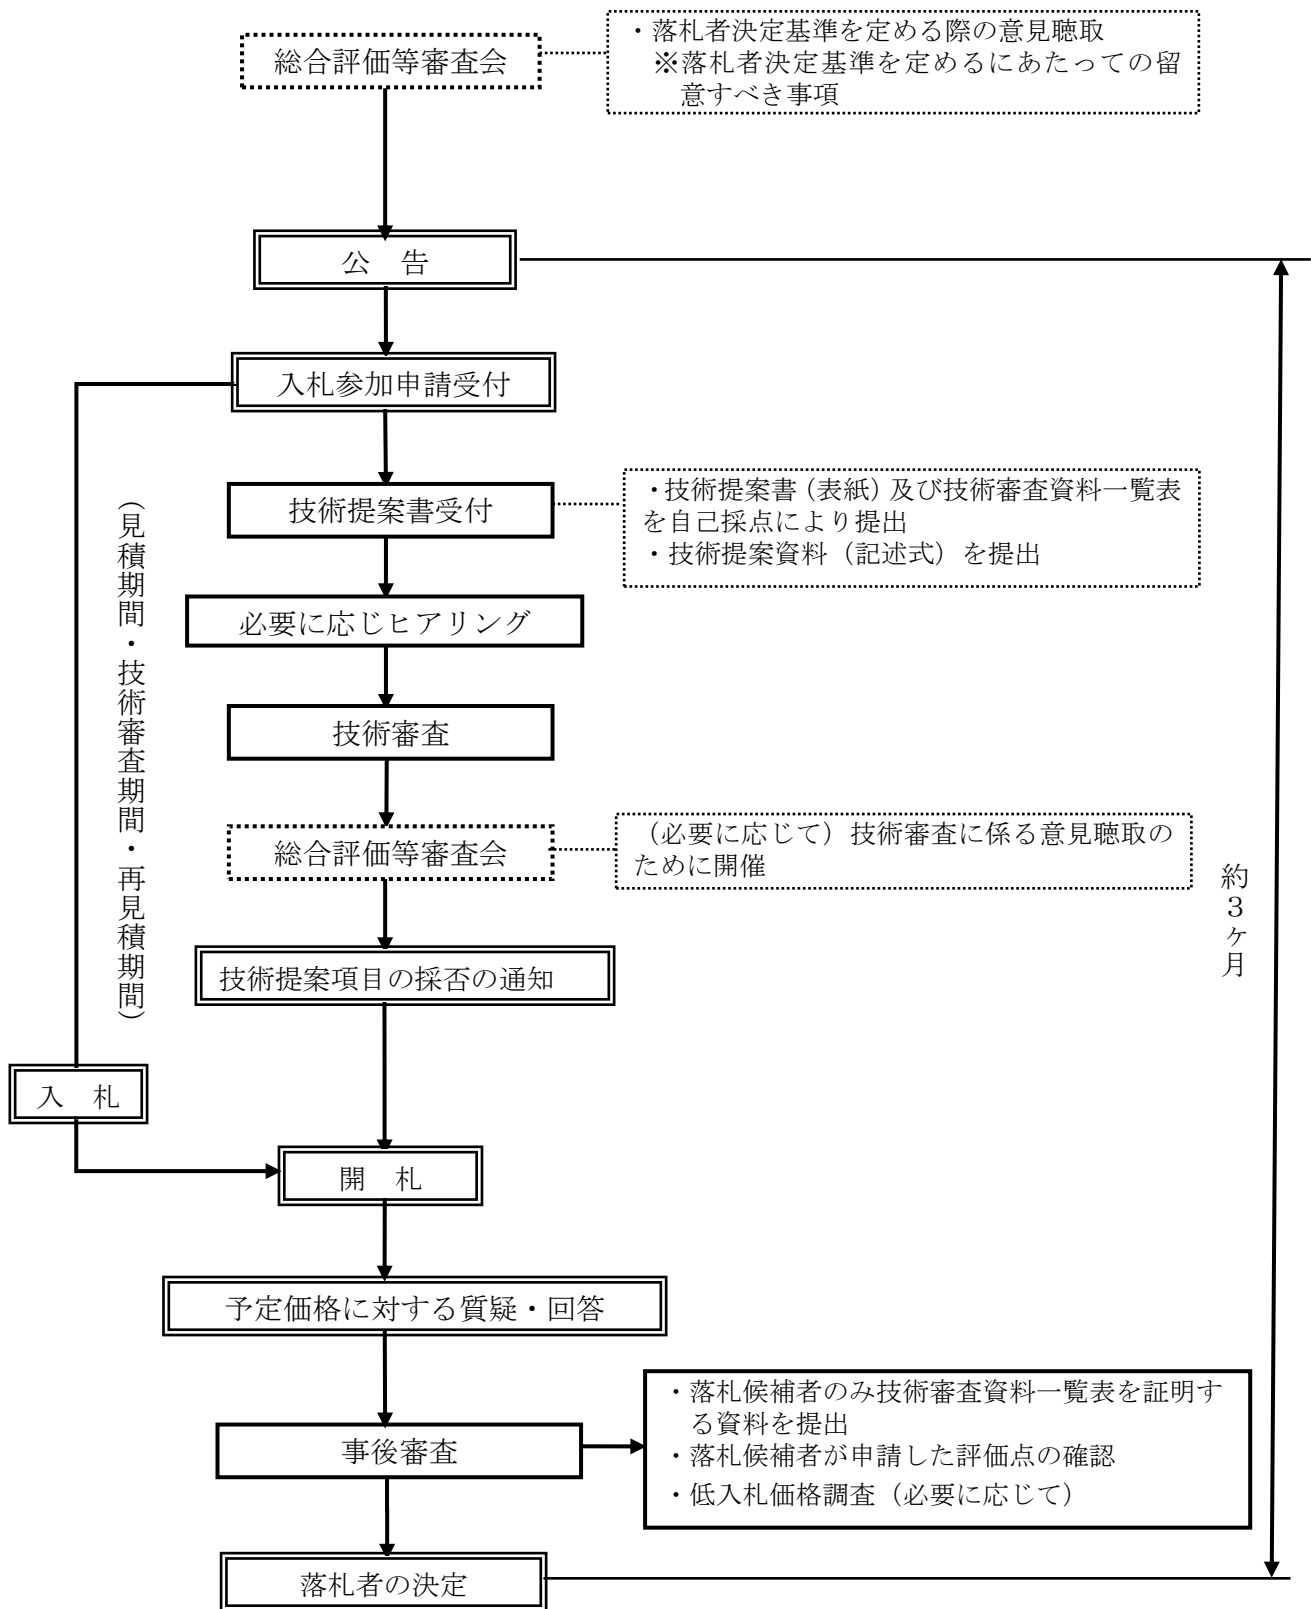 総合評価等審査会
・落札者決定基準を定める際の意見聴取
※落札者決定基準を定めるにあたっての留
意すべき事項
公　告
入札参加申請受付
技術提案書受付
・技術提案書（表紙）及び技術審査資料一覧表
を自己採点により提出
・技術提案資料（記述式）を提出
必要に応じヒアリング
技術審査
総合評価等審査会
（必要に応じて）技術審査に係る意見聴取の
ために開催
技術提案項目の採否の通知
（見積期間・技術審査期間・再見積期間）
約３ヶ月
入　札
開　札
予定価格に対する質疑・回答
事後審査
・落札候補者のみ技術審査資料一覧表を証明す
る資料を提出
・落札候補者が申請した評価点の確認
・低入札価格調査（必要に応じて）
落札者の決定